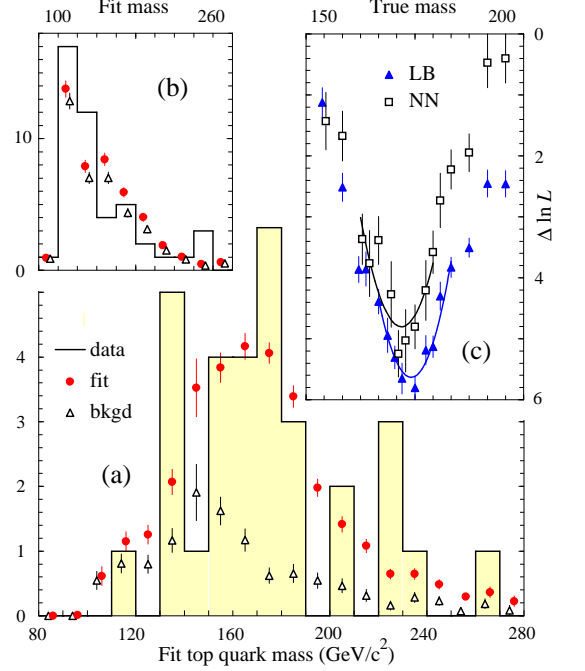 Fit mass
100 260
True mass
150 200
(b)
10
0
LB
NN
0
2
4
6
Δ ln L
(c)
data
fit
bkgd
(a)
4
3
2
1
0
80 120 160 200 240 280
Fit top quark mass (GeV/c²)